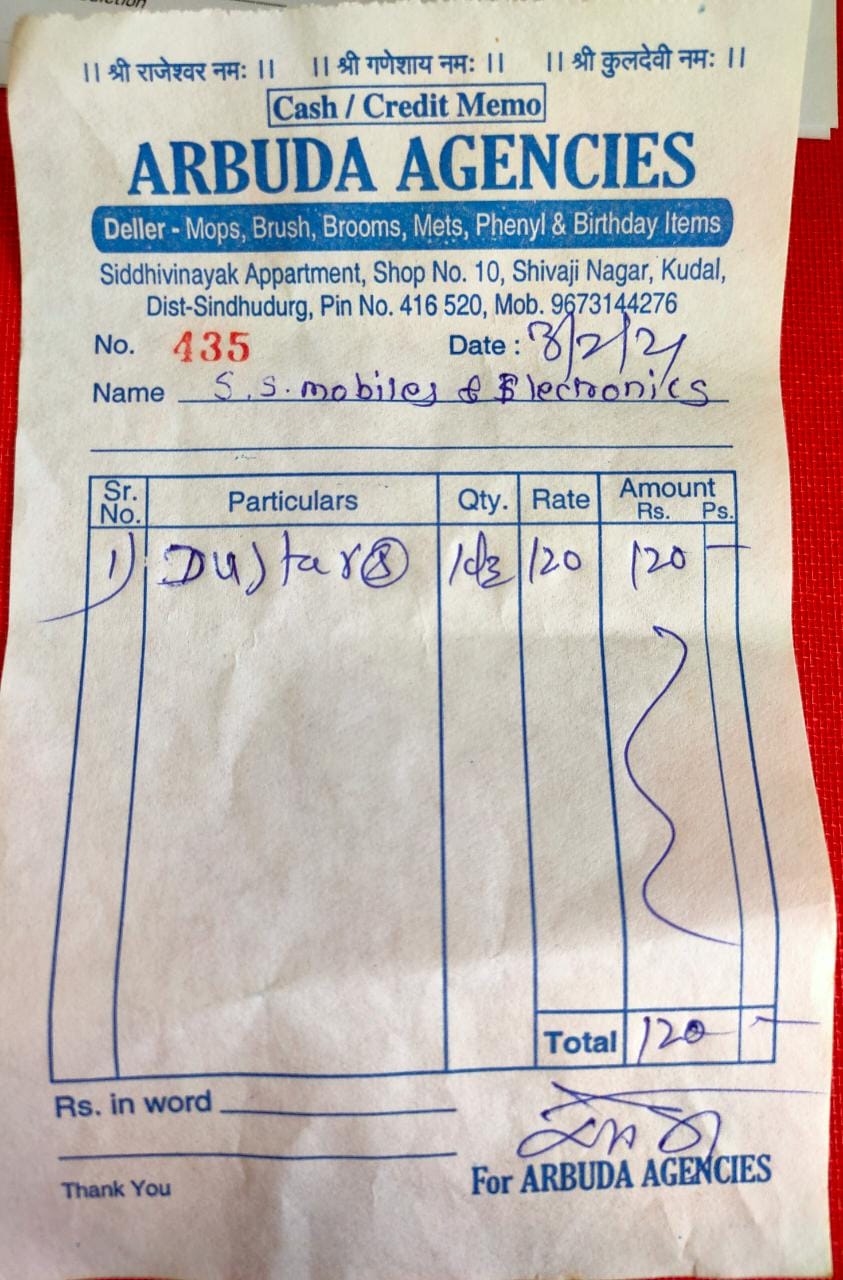 ।। श्री राजेश्वर नमः ।। ।। श्री गणेशाय नमः ।। ।। श्री कुलदेवी नमः ।।
Cash / Credit Memo
ARBUDA AGENCIES
Deller - Mops, Brush, Brooms, Mets, Phenyl & Birthday Items
Siddhivinayak Appartment, Shop No. 10, Shivaji Nagar, Kudal,
Dist-Sindhudurg, Pin No. 416 520, Mob. 9673144276
No. 435 Date : 3/2/21
Name S.S. mobiles & Electronics
Sr. No. Particulars Qty. Rate Amount Rs. Ps.
1) Dustar 1dz 120 120 —
Total 120 —
Rs. in word
For ARBUDA AGENCIES
Thank You